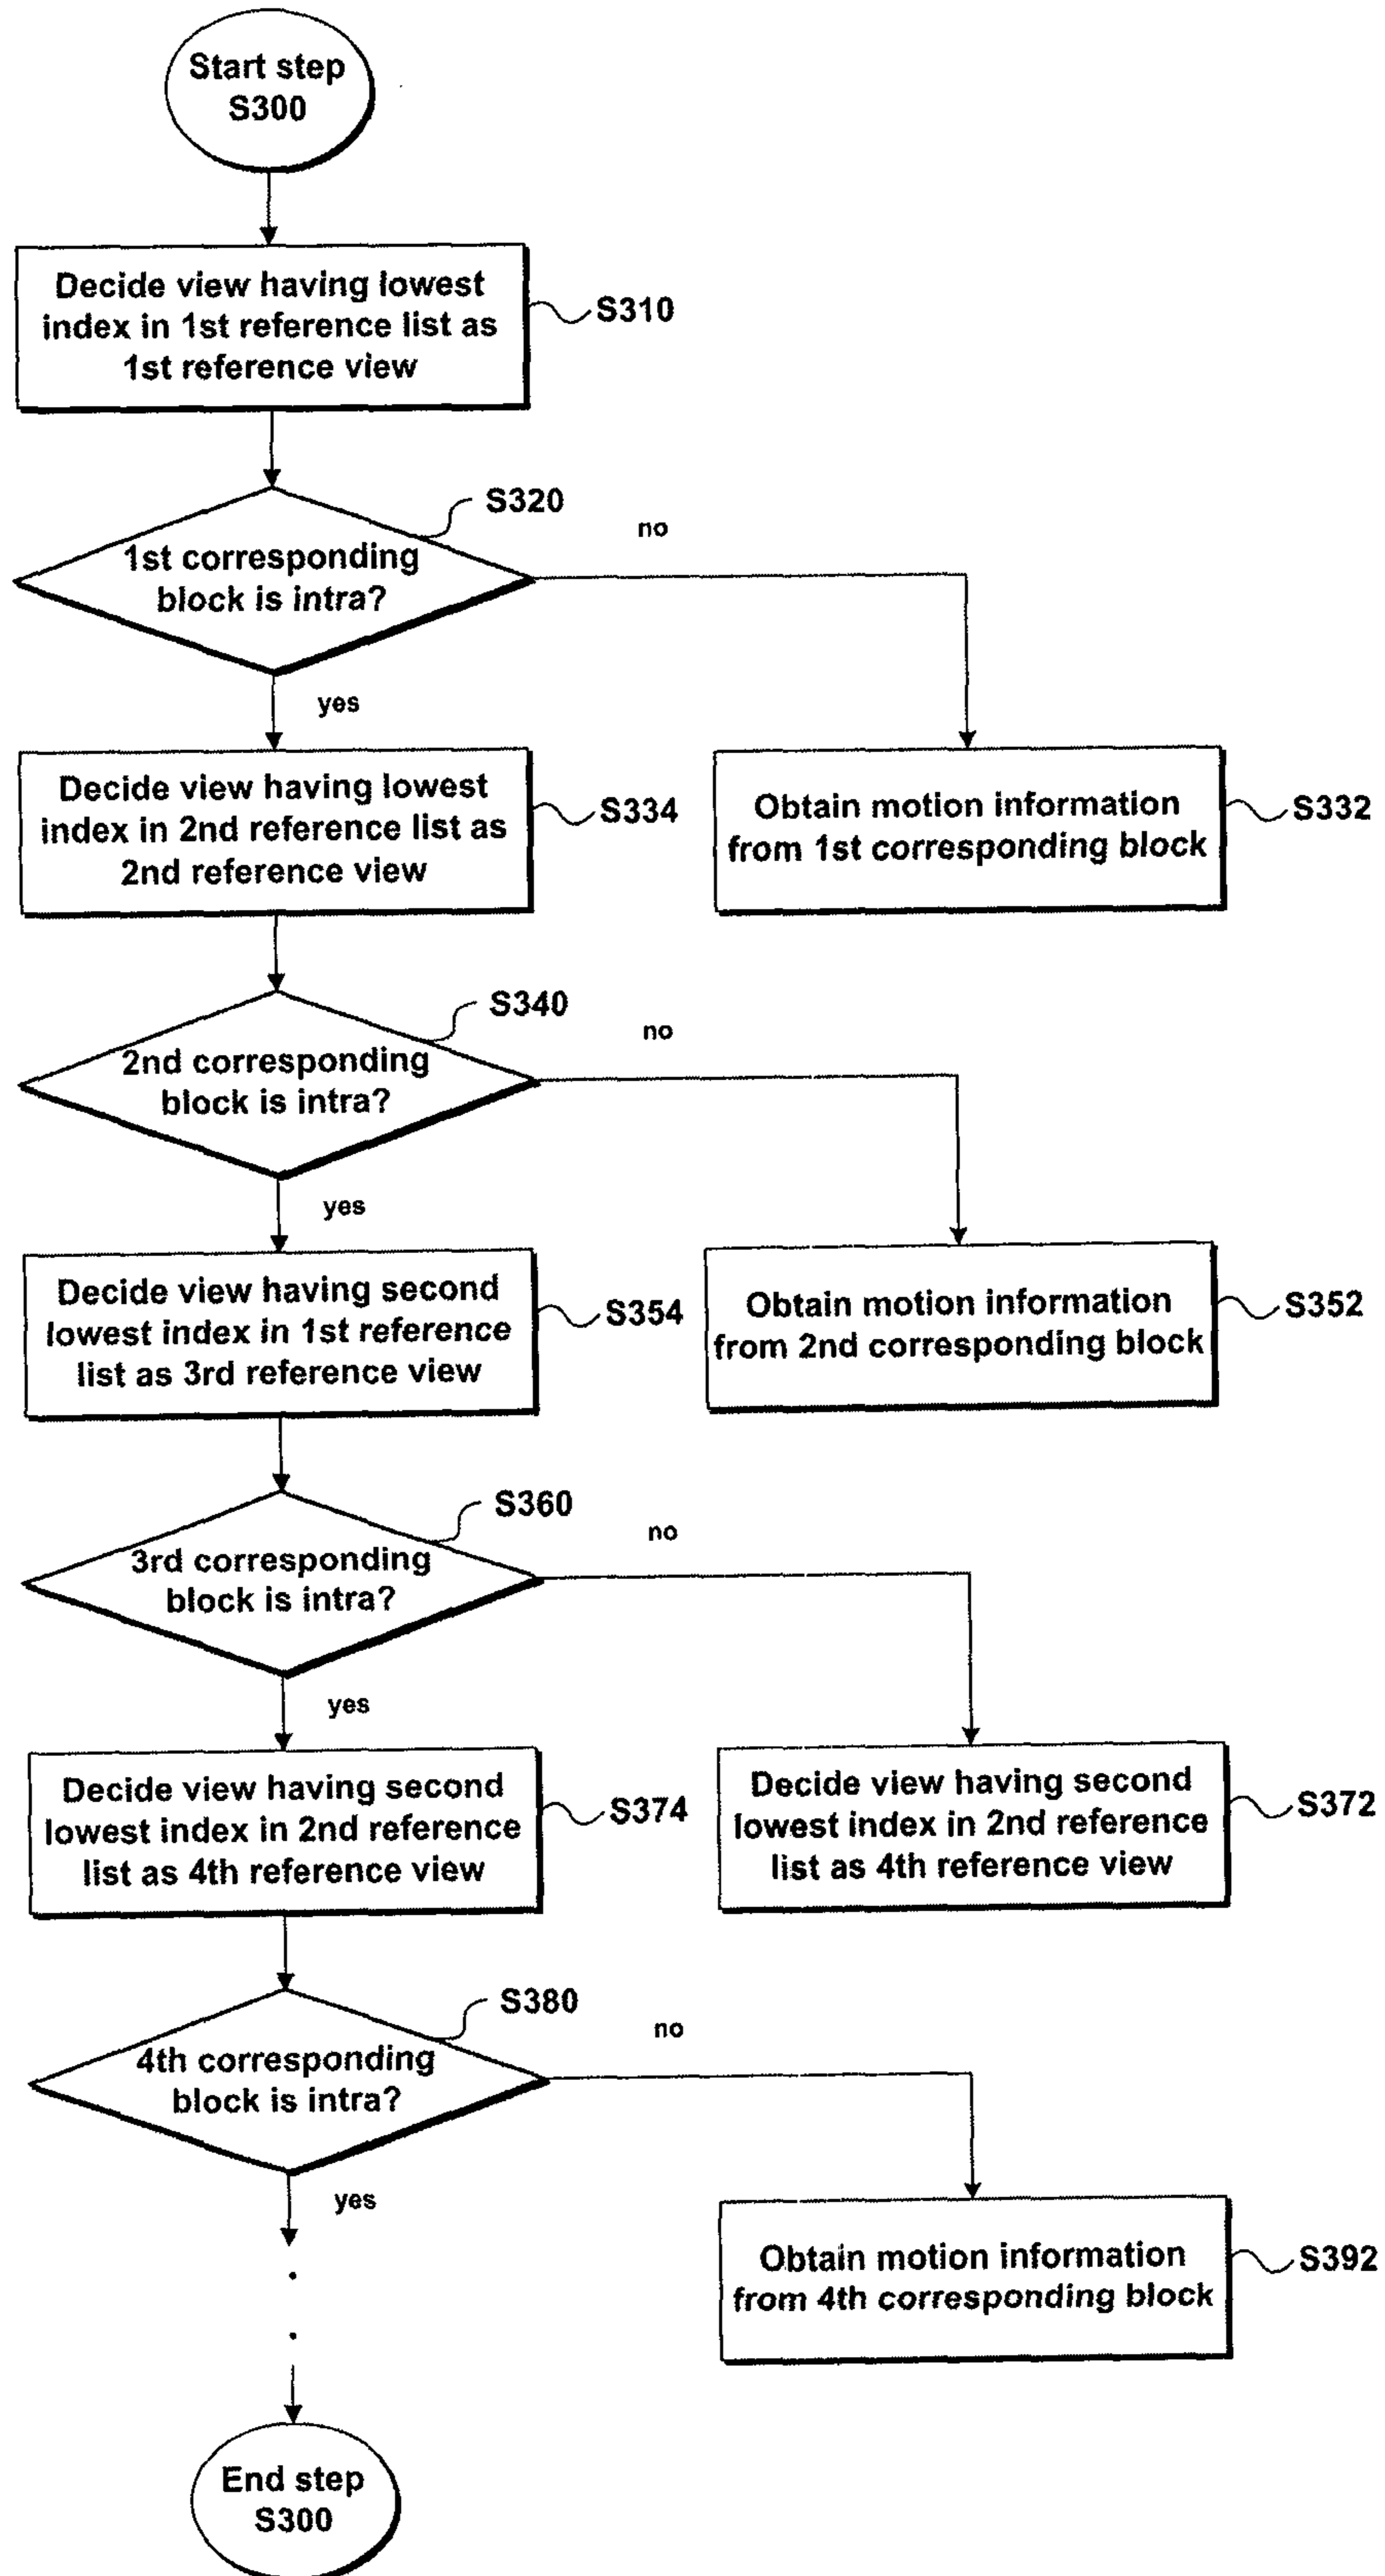 Start step
S300
Decide view having lowest
index in 1st reference list as
1st reference view
S310
S320
no
1st corresponding
block is intra?
yes
Decide view having lowest
index in 2nd reference list as
2nd reference view
S334
Obtain motion information
from 1st corresponding block
S332
S340
no
2nd corresponding
block is intra?
yes
Decide view having second
lowest index in 1st reference
list as 3rd reference view
S354
Obtain motion information
from 2nd corresponding block
S352
S360
no
3rd corresponding
block is intra?
yes
Decide view having second
lowest index in 2nd reference
list as 4th reference view
S374
Decide view having second
lowest index in 2nd reference
list as 4th reference view
S372
S380
no
4th corresponding
block is intra?
yes
Obtain motion information
from 4th corresponding block
S392
End step
S300